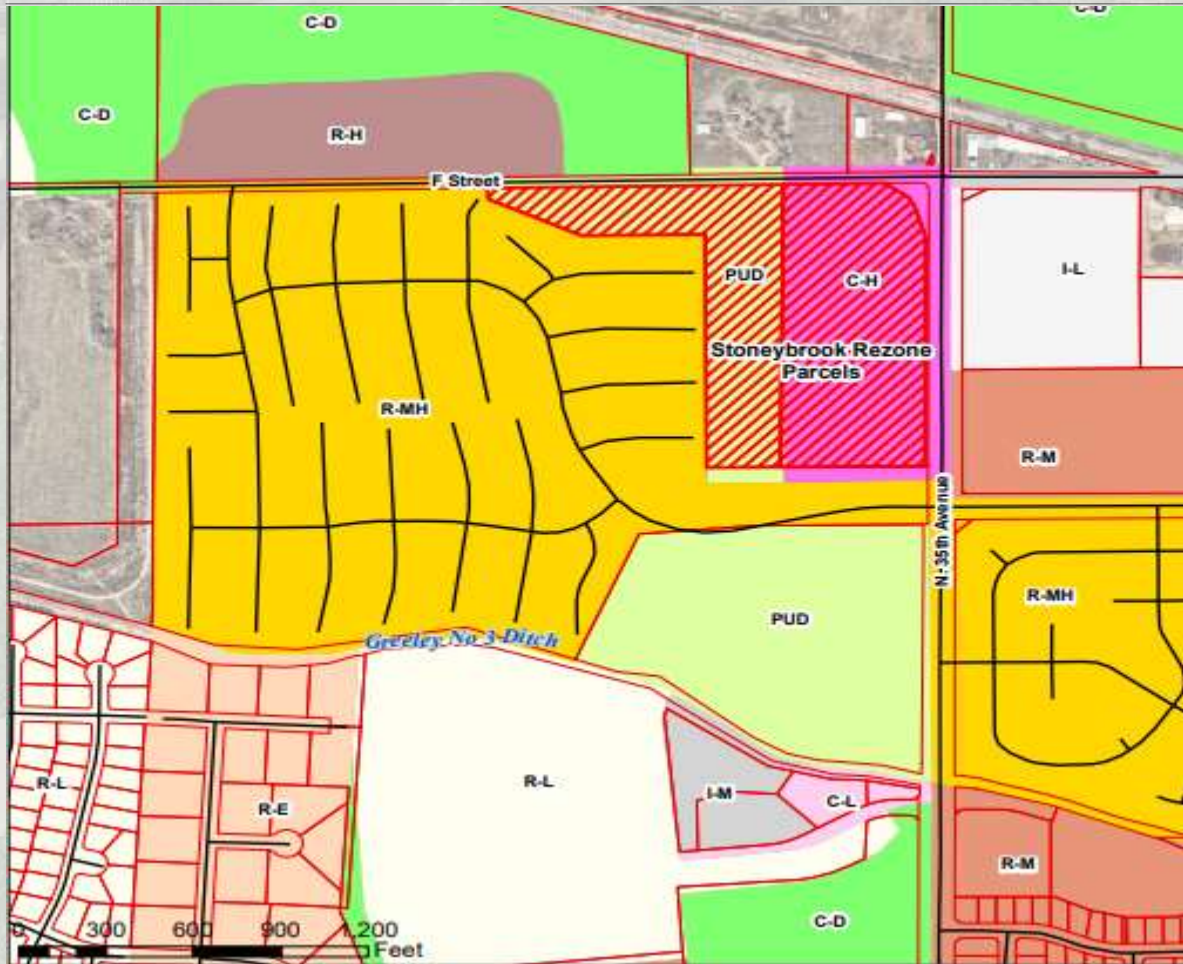 C-D
C-D
C-D
R-H
F Street
PUD
C-H
I-L
Stoneybrook Rezone
Parcels
R-MH
R-M
N. 35th Avenue
R-MH
PUD
Greeley No 3 Ditch
R-L
R-L
I-M
C-L
R-E
R-M
C-D
0 300 600 900 1,200
Feet